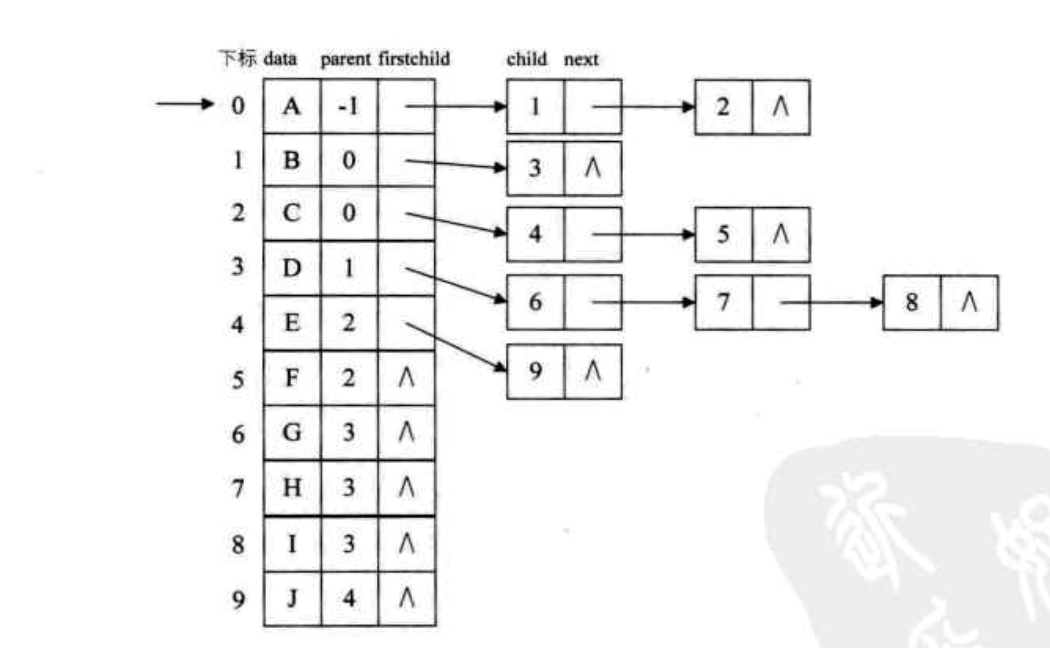 下标 data parent firstchild child next
0 A -1 1 2 ∧
1 B 0 3 ∧
2 C 0 4 5 ∧
3 D 1 6 7 8 ∧
4 E 2 9 ∧
5 F 2 ∧
6 G 3 ∧
7 H 3 ∧
8 I 3 ∧
9 J 4 ∧